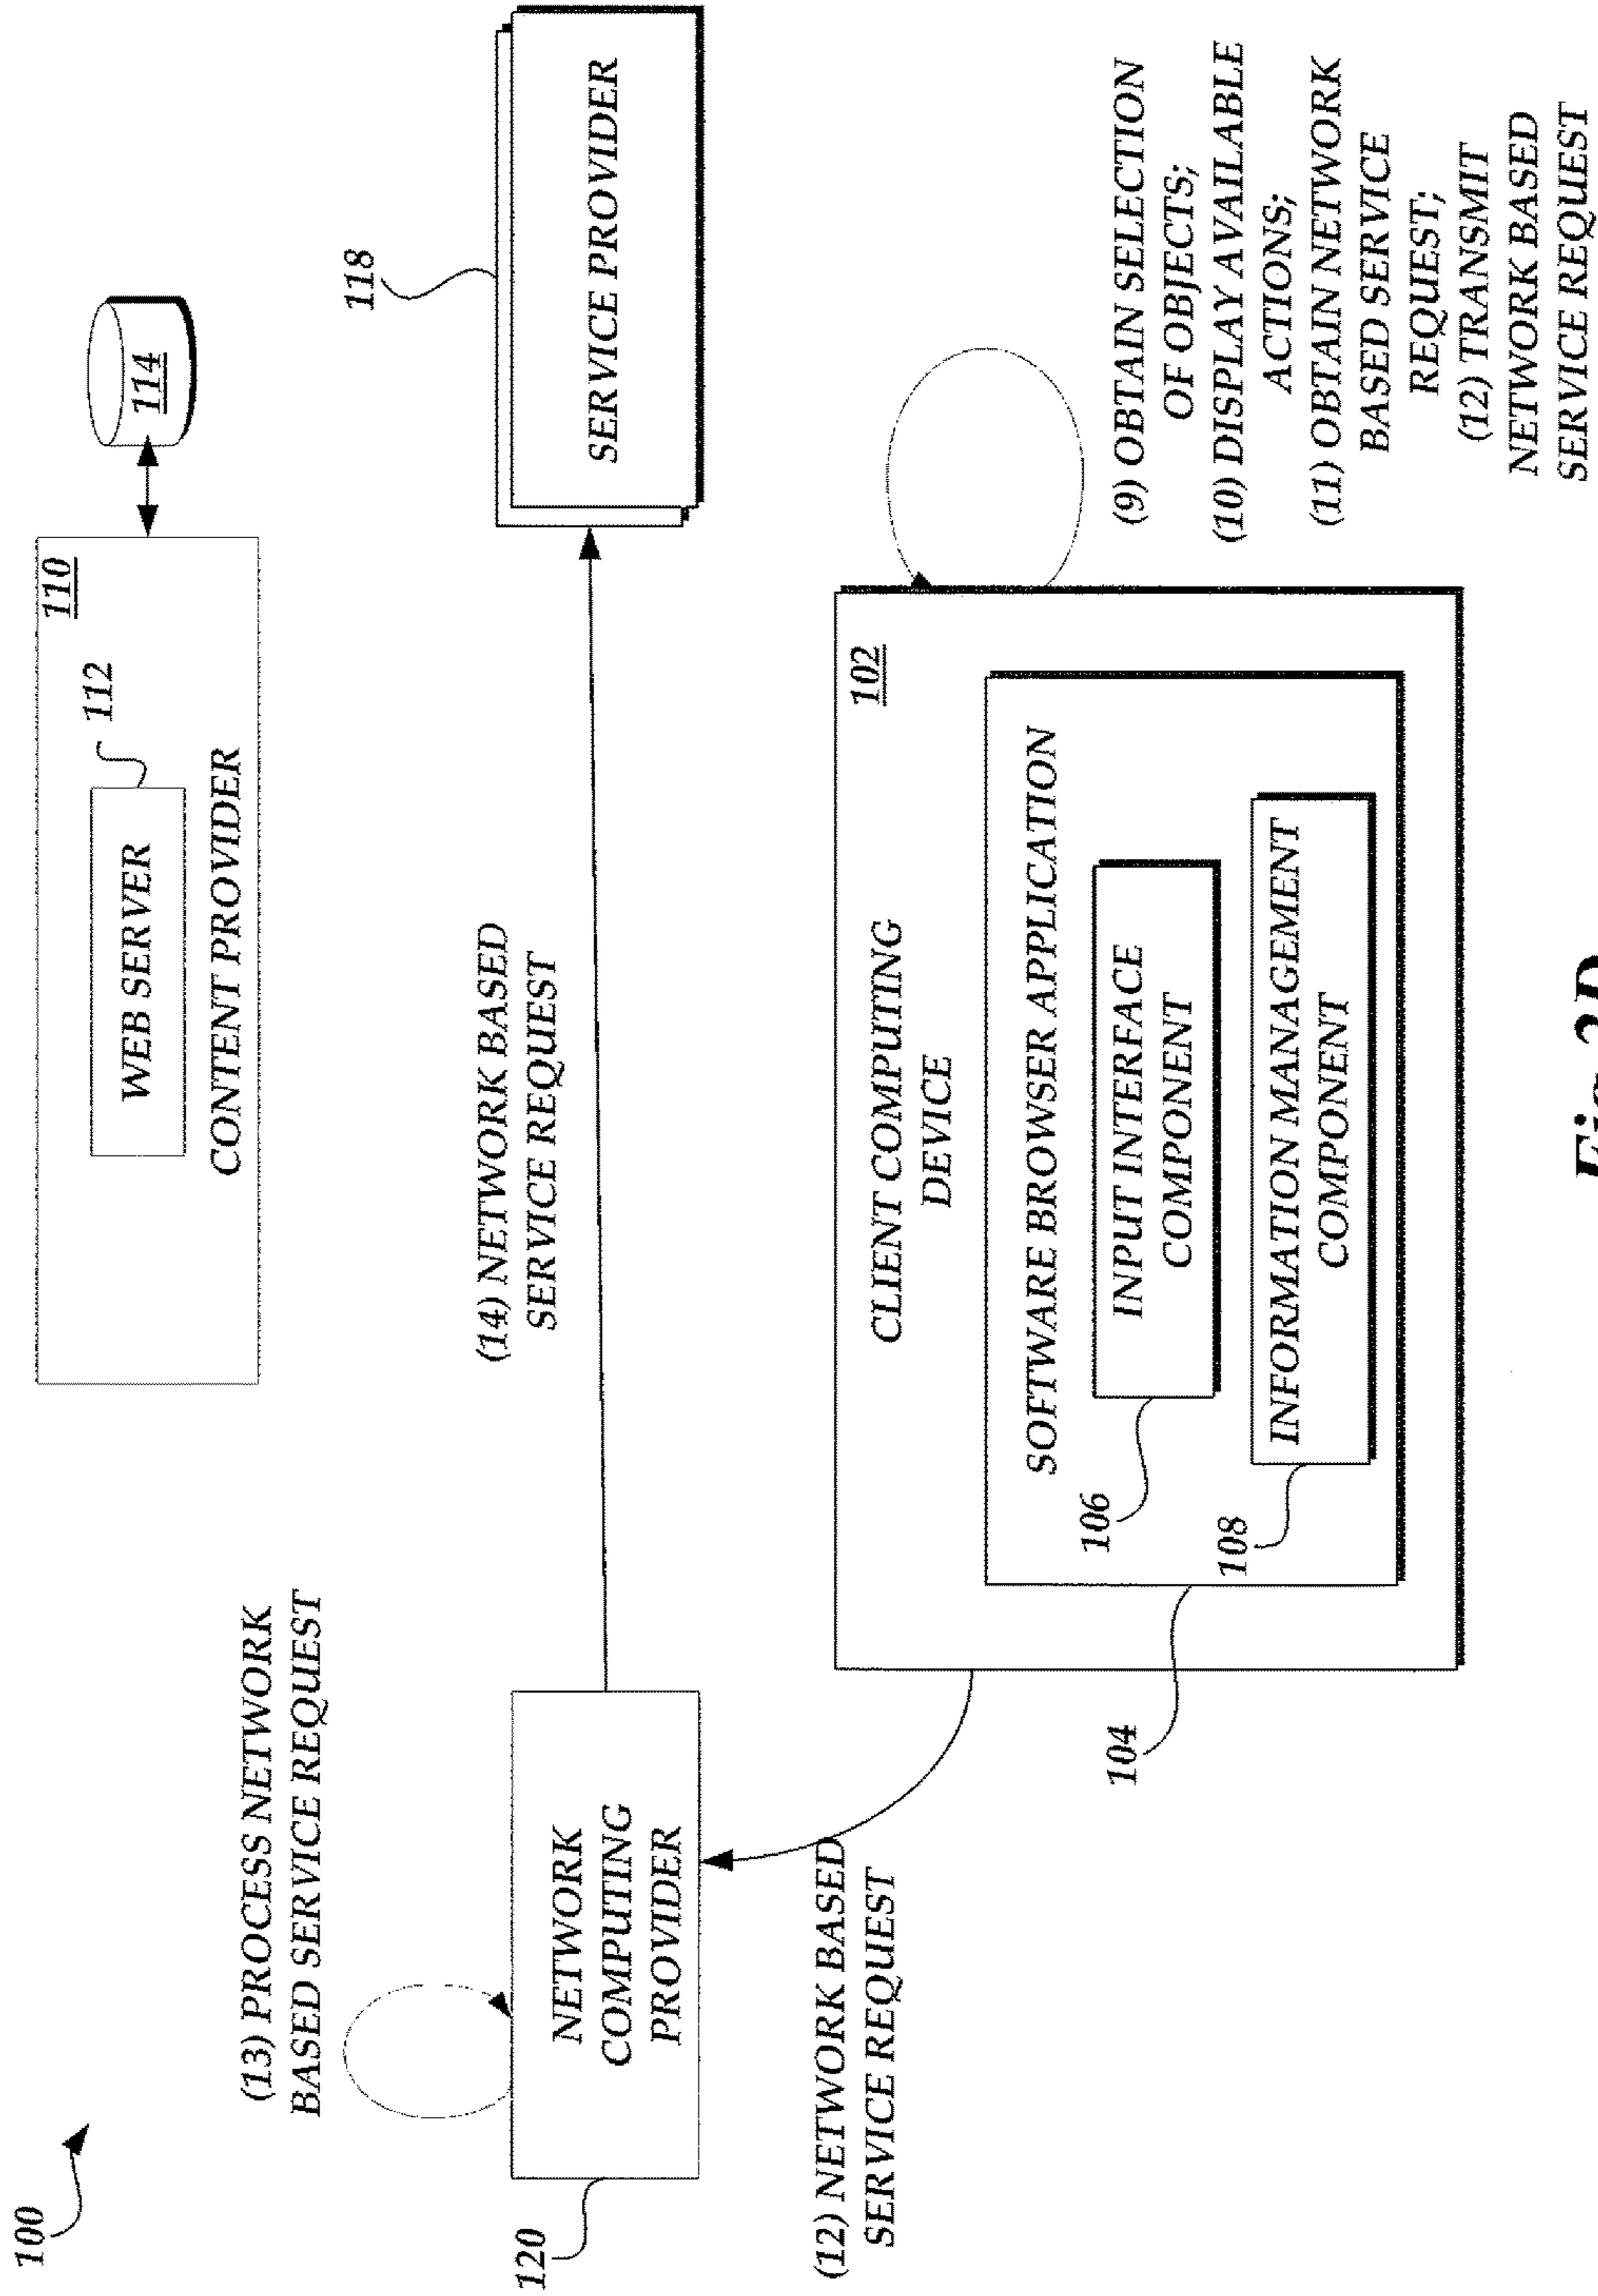 100
110
112
WEB SERVER
CONTENT PROVIDER
114
(13) PROCESS NETWORK
BASED SERVICE REQUEST
120
NETWORK
COMPUTING
PROVIDER
(14) NETWORK BASED
SERVICE REQUEST
118
SERVICE PROVIDER
(12) NETWORK BASED
SERVICE REQUEST
102
CLIENT COMPUTING
DEVICE
104
SOFTWARE BROWSER APPLICATION
106
INPUT INTERFACE
COMPONENT
108
INFORMATION MANAGEMENT
COMPONENT
(9) OBTAIN SELECTION
OF OBJECTS;
(10) DISPLAY AVAILABLE
ACTIONS;
(11) OBTAIN NETWORK
BASED SERVICE
REQUEST;
(12) TRANSMIT
NETWORK BASED
SERVICE REQUEST